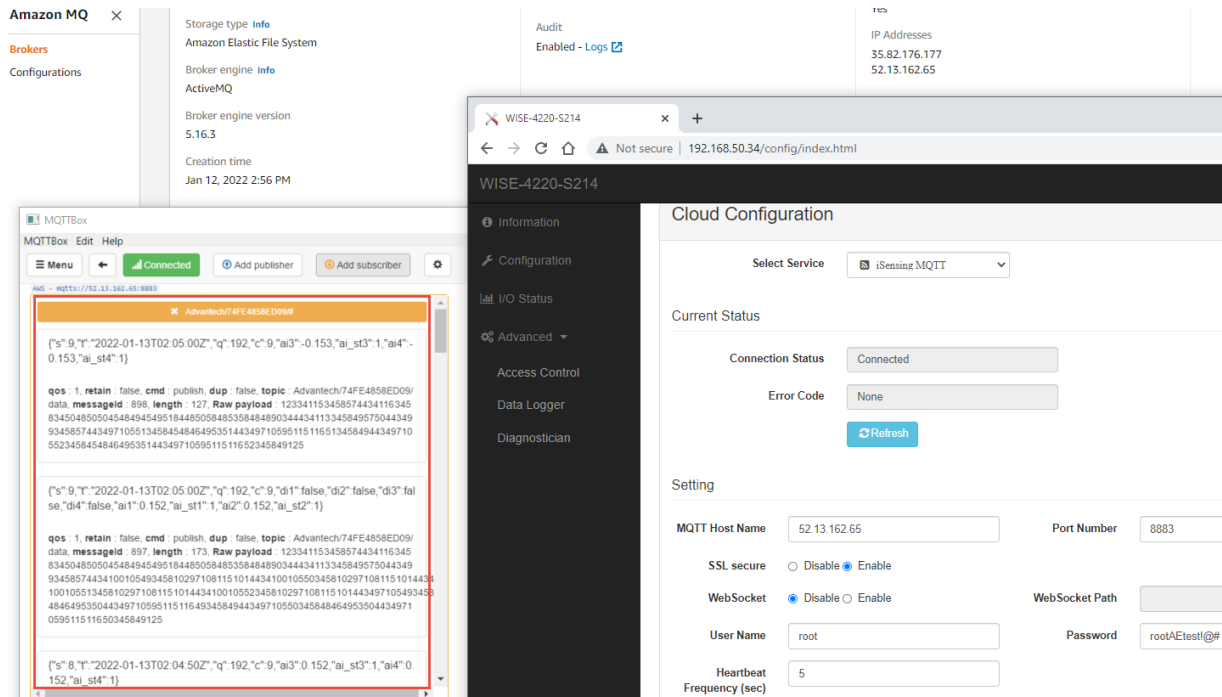 Amazon MQ
Brokers
Configurations
Storage type Info
Amazon Elastic File System
Broker engine Info
ActiveMQ
Broker engine version
5.16.3
Creation time
Jan 12, 2022 2:56 PM
Audit
Enabled - Logs
Yes
IP Addresses
35.82.176.177
52.13.162.65
MQTTBox
MQTTBox Edit Help
Menu Connected Add publisher Add subscriber
AWS - mqtts://52.13.162.65:8883
Advantech/74FE4858ED09/#
{"s":9,"t":"2022-01-13T02:05:00Z","q":192,"c":9,"ai3":-0.153,"ai_st3":1,"ai4":-
0.153,"ai_st4":1}
qos : 1, retain : false, cmd : publish, dup : false, topic : Advantech/74FE4858ED09/
data, messageId : 898, length : 127, Raw payload :
{"s":9,"t":"2022-01-13T02:05:00Z","q":192,"c":9,"di1":false,"di2":false,"di3":fal
se,"di4":false,"ai1":0.152,"ai_st1":1,"ai2":0.152,"ai_st2":1}
qos : 1, retain : false, cmd : publish, dup : false, topic : Advantech/74FE4858ED09/
data, messageId : 897, length : 173, Raw payload :
{"s":8,"t":"2022-01-13T02:04:50Z","q":192,"c":9,"ai3":0.152,"ai_st3":1,"ai4":0.
152,"ai_st4":1}
WISE-4220-S214
Not secure | 192.168.50.34/config/index.html
WISE-4220-S214
Information
Configuration
I/O Status
Advanced
Access Control
Data Logger
Diagnostician
Cloud Configuration
Select Service iSensing MQTT
Current Status
Connection Status Connected
Error Code None
Refresh
Setting
MQTT Host Name 52.13.162.65 Port Number 8883
SSL secure Disable Enable
WebSocket Disable Enable WebSocket Path
User Name root Password rootAEtest!@#
Heartbeat
Frequency (sec) 5